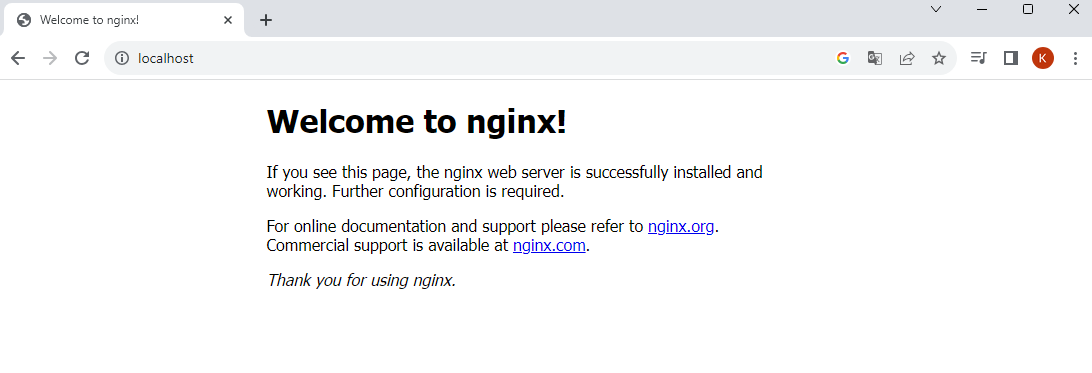 Welcome to nginx!
localhost
K
Welcome to nginx!
If you see this page, the nginx web server is successfully installed and
working. Further configuration is required.
For online documentation and support please refer to nginx.org.
Commercial support is available at nginx.com.
Thank you for using nginx.